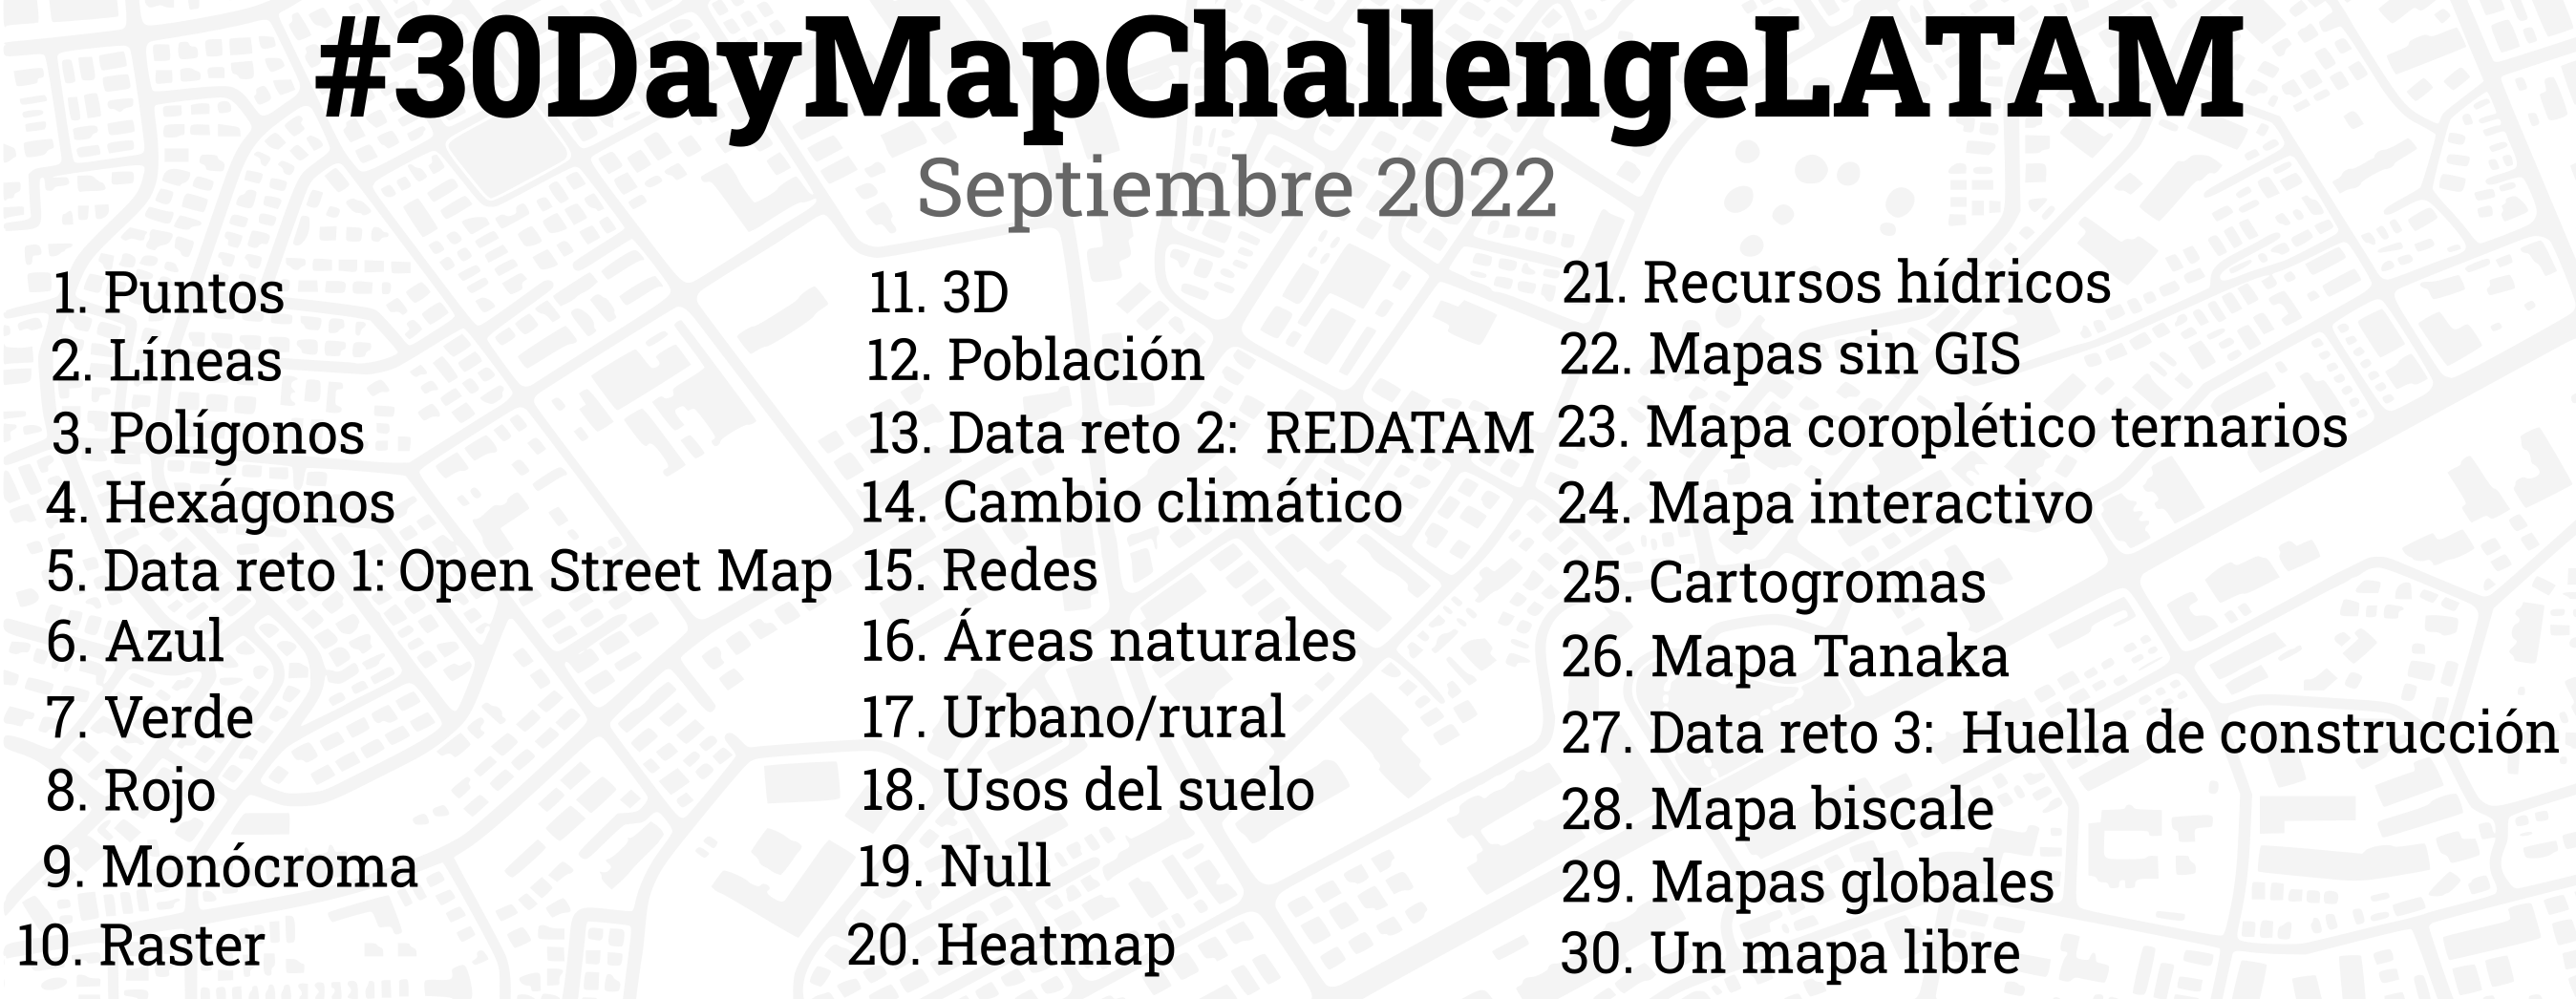 #30DayMapChallengeLATAM
Septiembre 2022
1. Puntos
2. Líneas
3. Polígonos
4. Hexágonos
5. Data reto 1: Open Street Map
6. Azul
7. Verde
8. Rojo
9. Monócroma
10. Raster
11. 3D
12. Población
13. Data reto 2: REDATAM
14. Cambio climático
15. Redes
16. Áreas naturales
17. Urbano/rural
18. Usos del suelo
19. Null
20. Heatmap
21. Recursos hídricos
22. Mapas sin GIS
23. Mapa coroplético ternarios
24. Mapa interactivo
25. Cartogromas
26. Mapa Tanaka
27. Data reto 3: Huella de construcción
28. Mapa biscale
29. Mapas globales
30. Un mapa libre